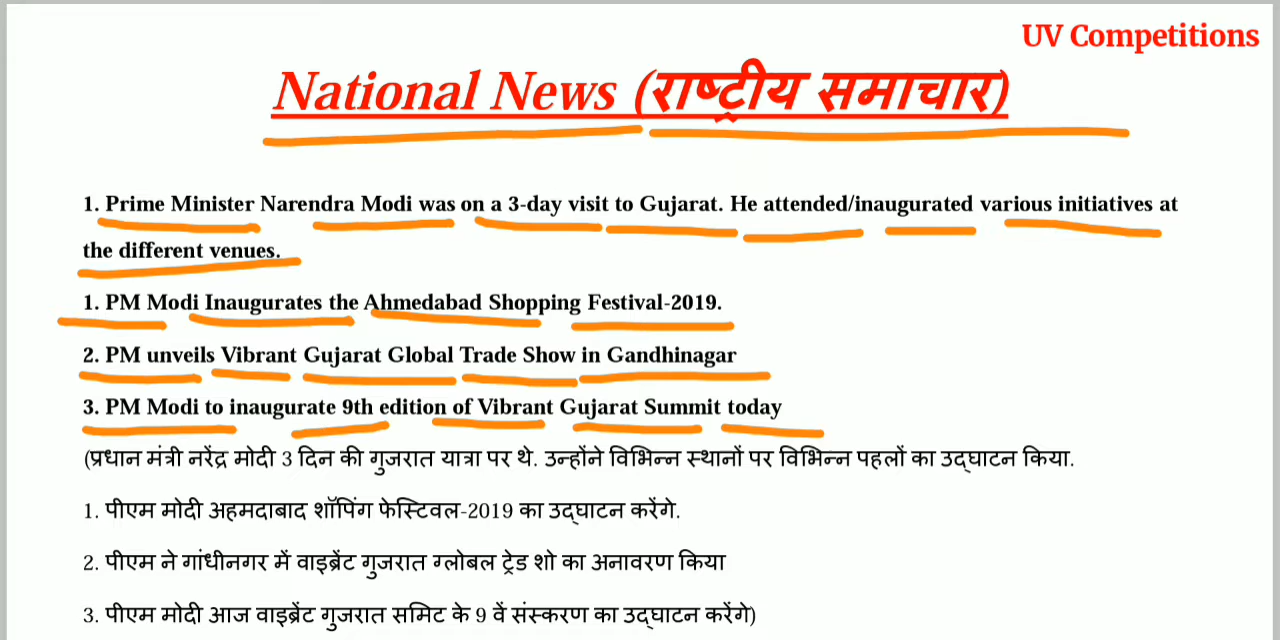 UV Competitions
National News (राष्ट्रीय समाचार)
1. Prime Minister Narendra Modi was on a 3-day visit to Gujarat. He attended/inaugurated various initiatives at
the different venues.
1. PM Modi Inaugurates the Ahmedabad Shopping Festival-2019.
2. PM unveils Vibrant Gujarat Global Trade Show in Gandhinagar
3. PM Modi to inaugurate 9th edition of Vibrant Gujarat Summit today
(प्रधान मंत्री नरेंद्र मोदी 3 दिन की गुजरात यात्रा पर थे. उन्होंने विभिन्न स्थानों पर विभिन्न पहलों का उद्घाटन किया.
1. पीएम मोदी अहमदाबाद शॉपिंग फेस्टिवल-2019 का उद्घाटन करेंगे.
2. पीएम ने गांधीनगर में वाइब्रेंट गुजरात ग्लोबल ट्रेड शो का अनावरण किया
3. पीएम मोदी आज वाइब्रेंट गुजरात समिट के 9 वें संस्करण का उद्घाटन करेंगे)